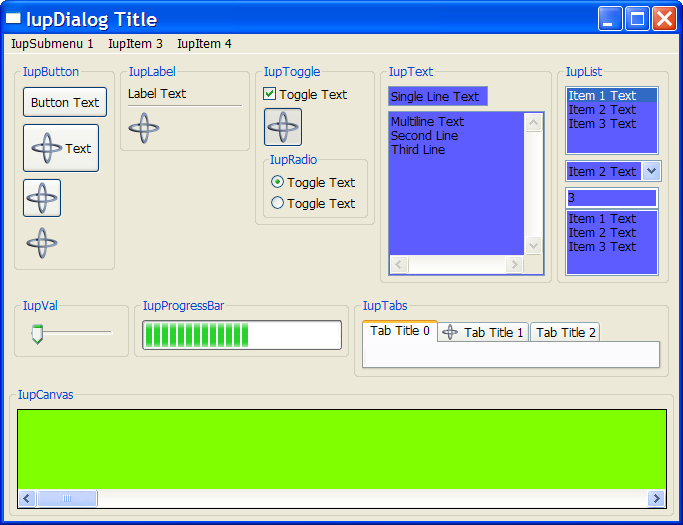 IupDialog Title
IupSubmenu 1 IupItem 3 IupItem 4
IupButton
Button Text
Text
IupLabel
Label Text
IupToggle
Toggle Text
IupRadio
Toggle Text
Toggle Text
IupText
Single Line Text
Multiline Text
Second Line
Third Line
IupList
Item 1 Text
Item 2 Text
Item 3 Text
Item 2 Text
3
Item 1 Text
Item 2 Text
Item 3 Text
IupVal
IupProgressBar
IupTabs
Tab Title 0 Tab Title 1 Tab Title 2
IupCanvas